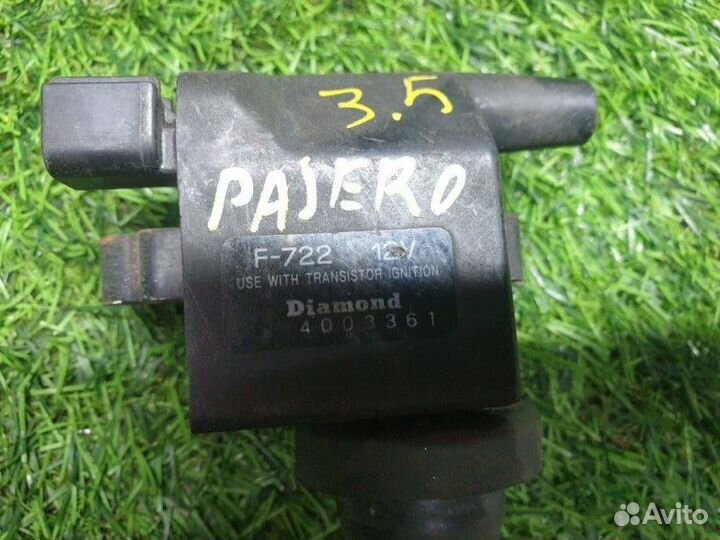 3.5
PAJERO
F-722 12V
USE WITH TRANSISTOR IGNITION
Diamond
4003361
Avito